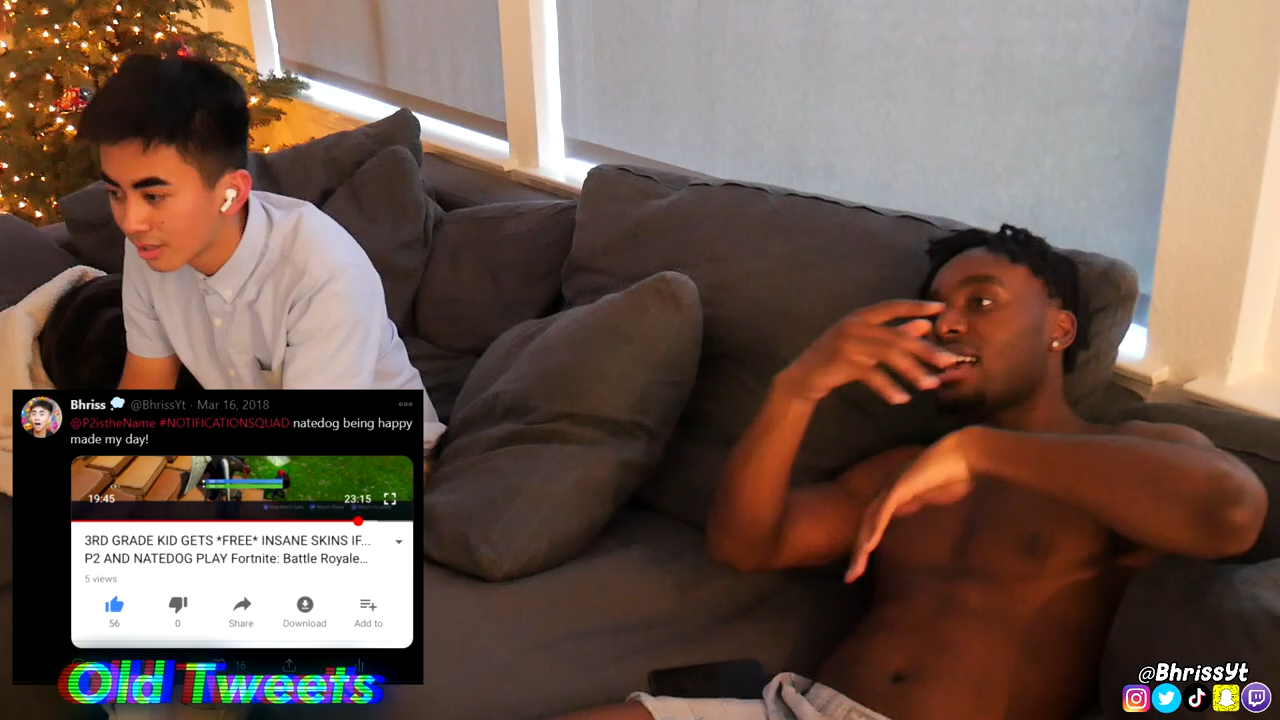 Bhriss @BhrissYt · Mar 16, 2018
@P2istheName #NOTIFICATIONSQUAD natedog being happy
made my day!
19:45 23:15
3RD GRADE KID GETS *FREE* INSANE SKINS IF...
P2 AND NATEDOG PLAY Fortnite: Battle Royale...
5 views
56 0 Share Download Add to
16
Old Tweets
@BhrissYt